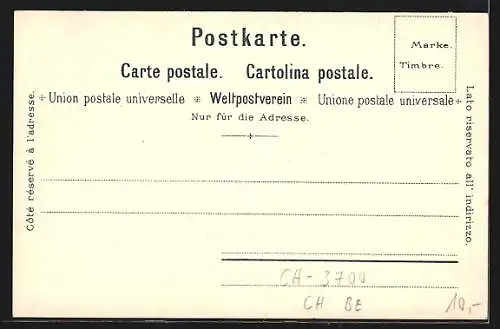 Postkarte.
Marke.
Timbre.
Carte postale. Cartolina postale.
Union postale universelle Weltpostverein Unione postale universale
Nur für die Adresse.
Côté réservé à l'adresse.
Lato riservato all' indirizzo.
CH-3700
CH BE
10,-